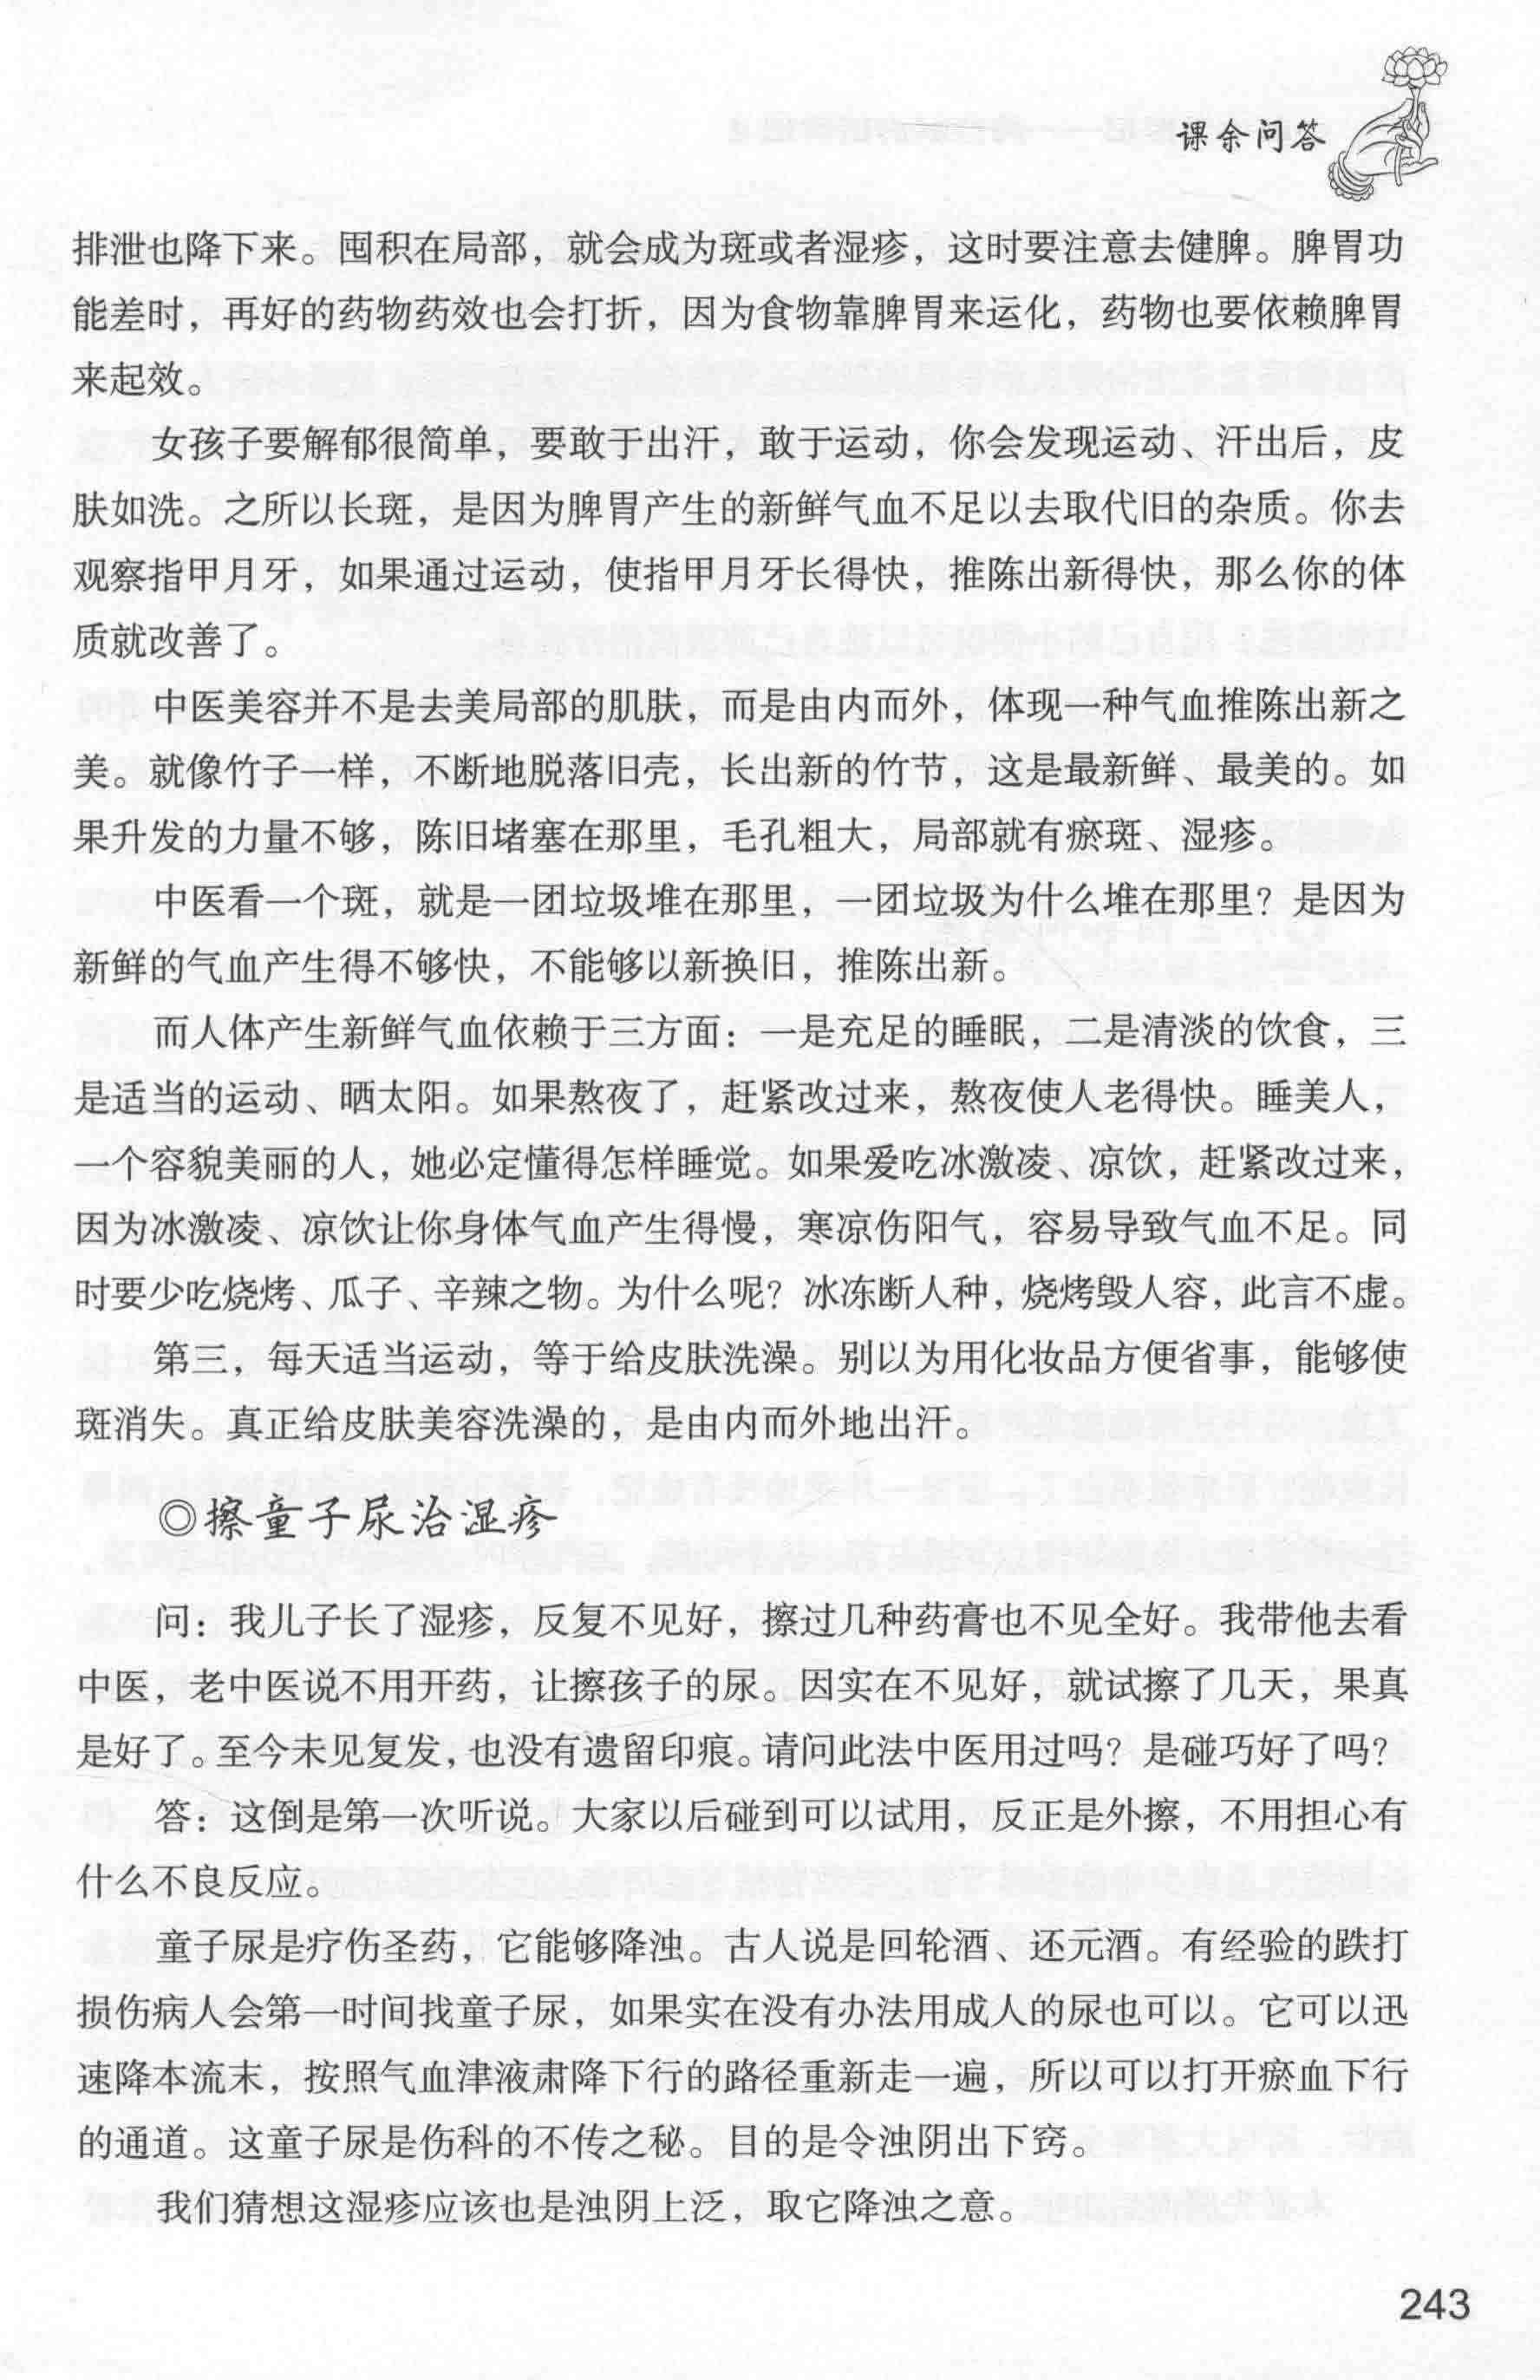 课余问答
排泄也降下来。囤积在局部，就会成为斑或者湿疹，这时要注意去健脾。脾胃功
能差时，再好的药物药效也会打折，因为食物靠脾胃来运化，药物也要依赖脾胃
来起效。
女孩子要解郁很简单，要敢于出汗，敢于运动，你会发现运动、汗出后，皮
肤如洗。之所以长斑，是因为脾胃产生的新鲜气血不足以去取代旧的杂质。你去
观察指甲月牙，如果通过运动，使指甲月牙长得快，推陈出新得快，那么你的体
质就改善了。
中医美容并不是去美局部的肌肤，而是由内而外，体现一种气血推陈出新之
美。就像竹子一样，不断地脱落旧壳，长出新的竹节，这是最新鲜、最美的。如
果升发的力量不够，陈旧堵塞在那里，毛孔粗大，局部就有瘀斑、湿疹。
中医看一个斑，就是一团垃圾堆在那里，一团垃圾为什么堆在那里？是因为
新鲜的气血产生得不够快，不能够以新换旧，推陈出新。
而人体产生新鲜气血依赖于三方面：一是充足的睡眠，二是清淡的饮食，三
是适当的运动、晒太阳。如果熬夜了，赶紧改过来，熬夜使人老得快。睡美人，
一个容貌美丽的人，她必定懂得怎样睡觉。如果爱吃冰激凌、凉饮，赶紧改过来，
因为冰激凌、凉饮让你身体气血产生得慢，寒凉伤阳气，容易导致气血不足。同
时要少吃烧烤、瓜子、辛辣之物。为什么呢？冰冻断人种，烧烤毁人容，此言不虚。
第三，每天适当运动，等于给皮肤洗澡。别以为用化妆品方便省事，能够使
斑消失。真正给皮肤美容洗澡的，是由内而外地出汗。
◎擦童子尿治湿疹
问：我儿子长了湿疹，反复不见好，擦过几种药膏也不见全好。我带他去看
中医，老中医说不用开药，让擦孩子的尿。因实在不见好，就试擦了几天，果真
是好了。至今未见复发，也没有遗留印痕。请问此法中医用过吗？是碰巧好了吗？
答：这倒是第一次听说。大家以后碰到可以试用，反正是外擦，不用担心有
什么不良反应。
童子尿是疗伤圣药，它能够降浊。古人说是回轮酒、还元酒。有经验的跌打
损伤病人会第一时间找童子尿，如果实在没有办法用成人的尿也可以。它可以迅
速降本流末，按照气血津液肃降下行的路径重新走一遍，所以可以打开瘀血下行
的通道。这童子尿是伤科的不传之秘。目的是令浊阴出下窍。
我们猜想这湿疹应该也是浊阴上泛，取它降浊之意。
243